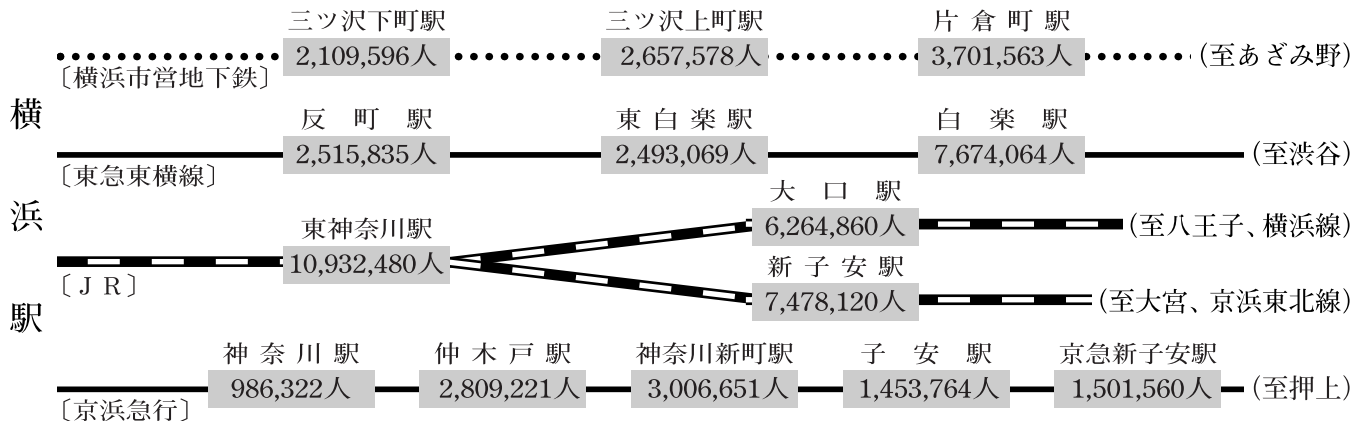 横浜駅
三ツ沢下町駅 三ツ沢上町駅 片倉町駅
2,109,596人 2,657,578人 3,701,563人 (至あざみ野)
〔横浜市営地下鉄〕
反町駅 東白楽駅 白楽駅
2,515,835人 2,493,069人 7,674,064人 (至渋谷)
〔東急東横線〕
大口駅
6,264,860人 (至八王子、横浜線)
東神奈川駅
10,932,480人
〔ＪＲ〕
新子安駅
7,478,120人 (至大宮、京浜東北線)
神奈川駅 仲木戸駅 神奈川新町駅 子安駅 京急新子安駅
986,322人 2,809,221人 3,006,651人 1,453,764人 1,501,560人 (至押上)
〔京浜急行〕